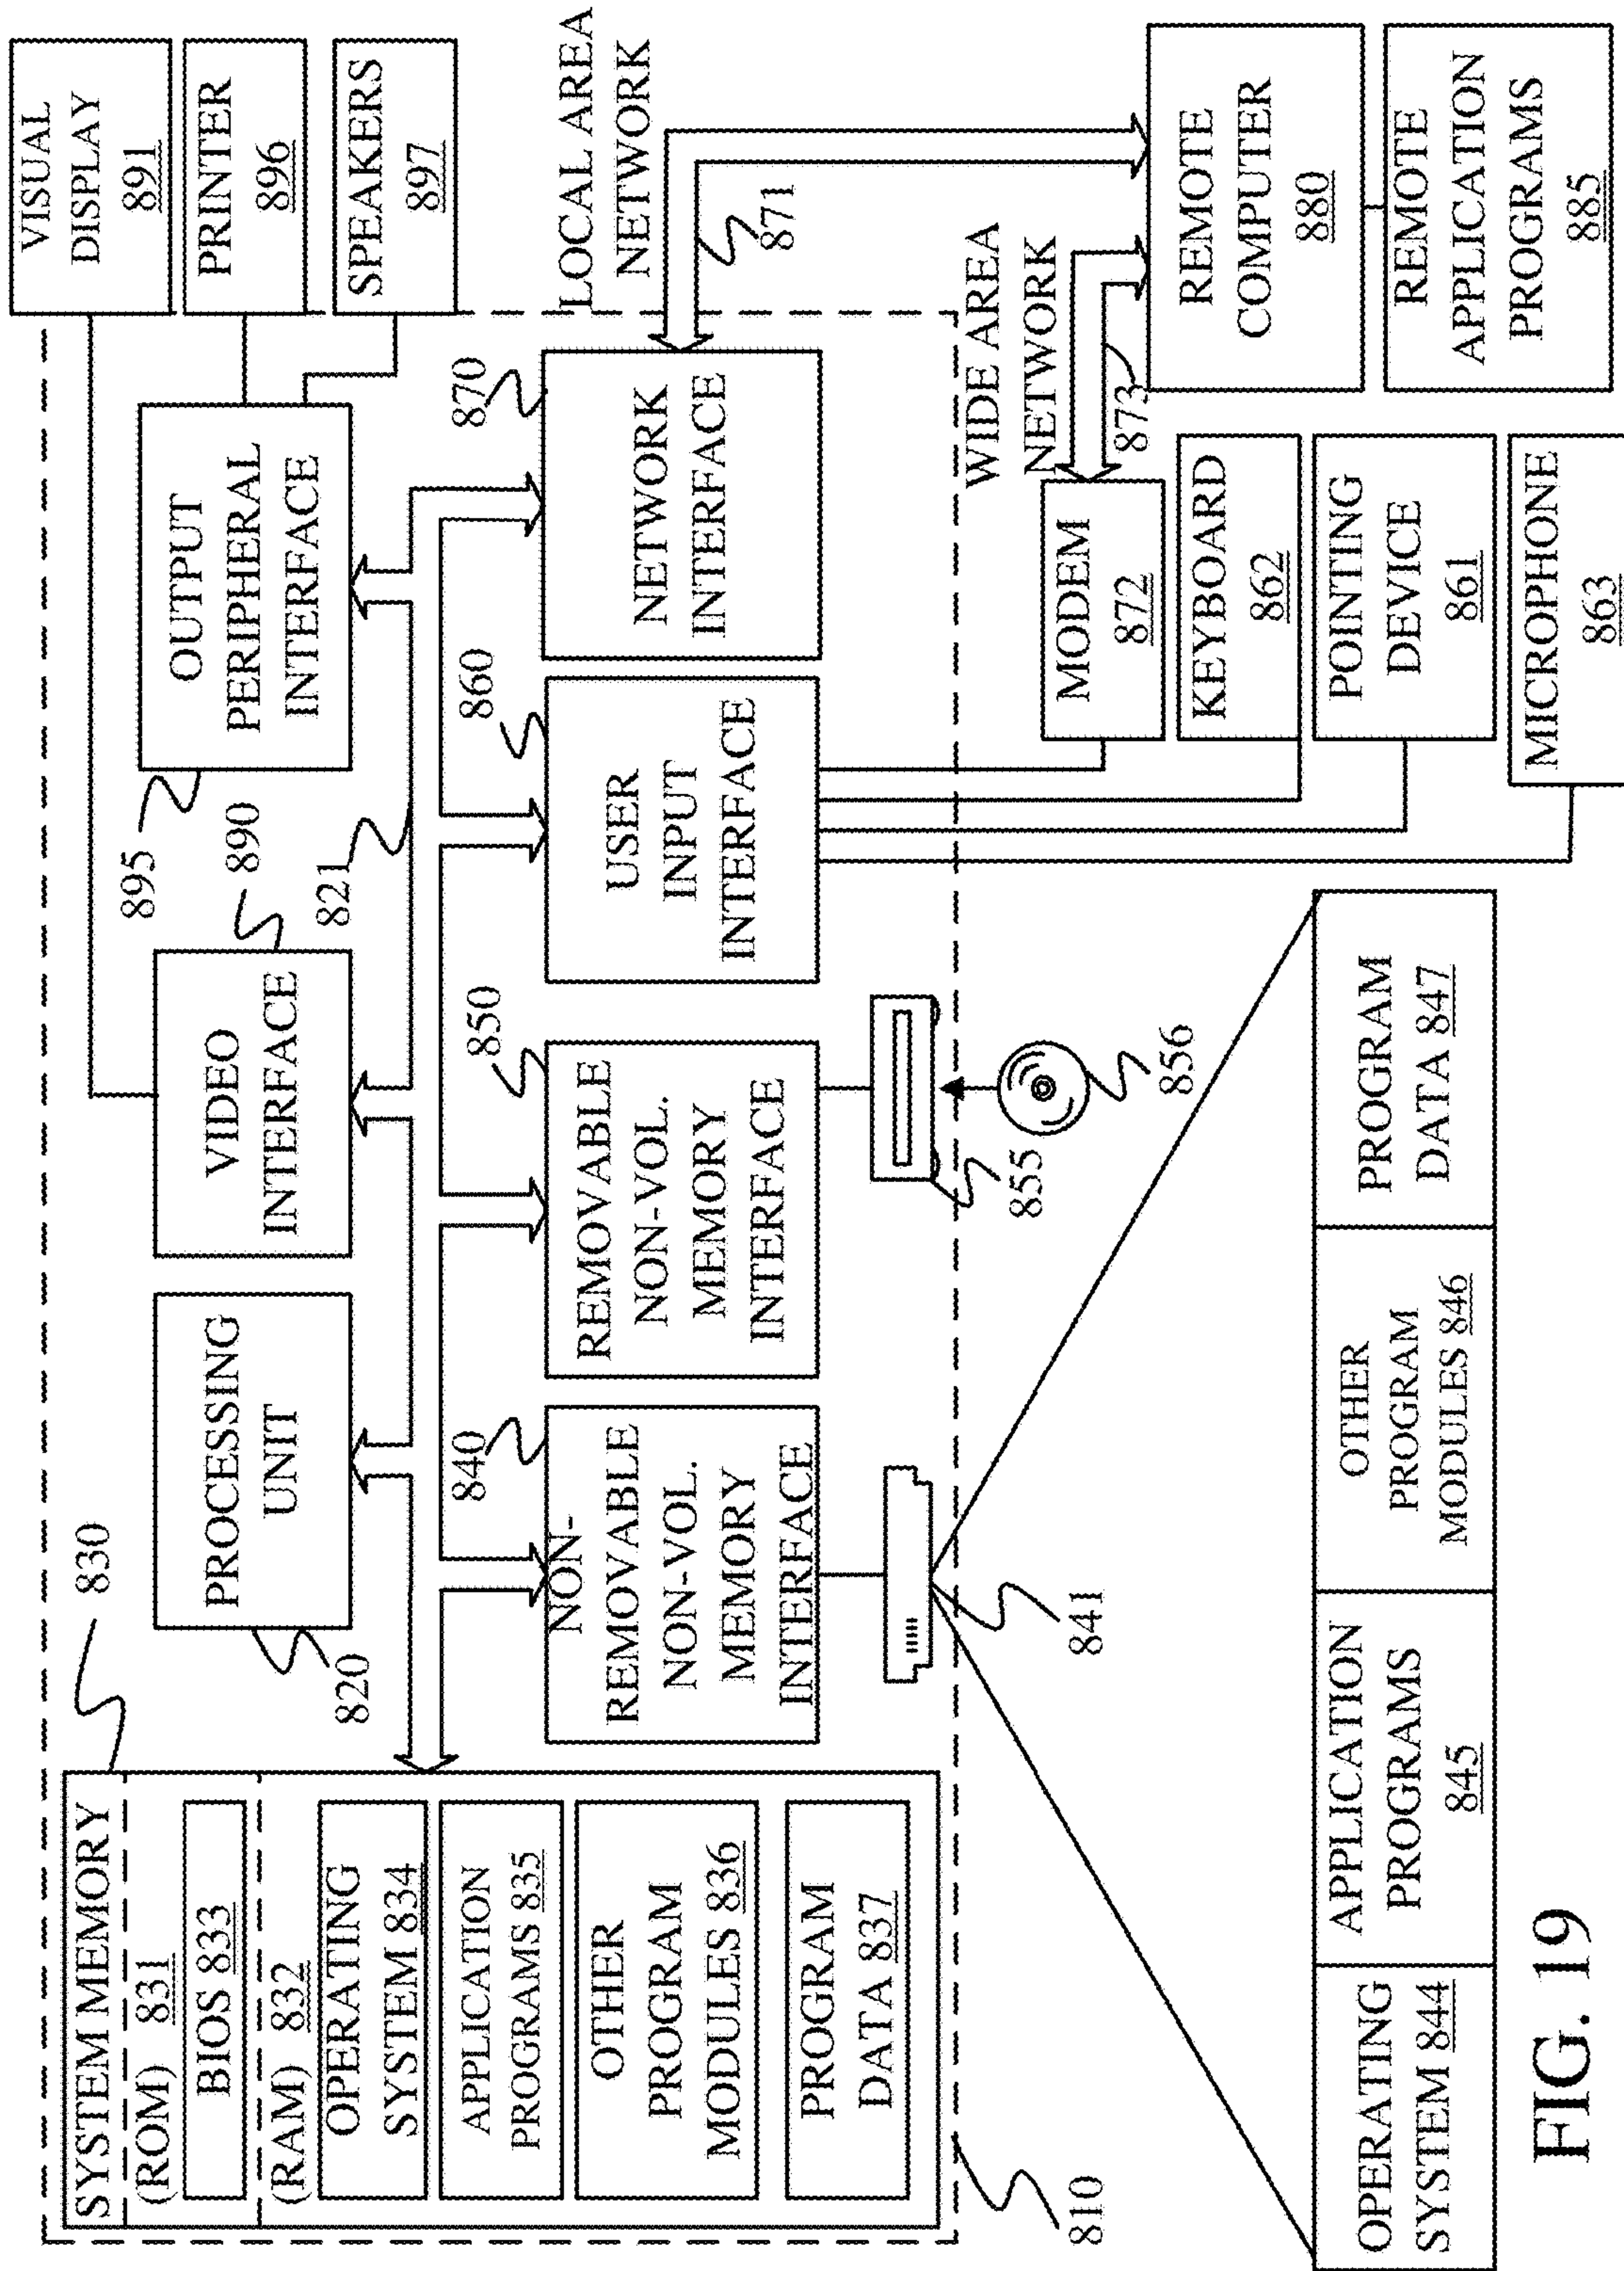 SYSTEM MEMORY
(ROM) 831
BIOS 833
(RAM) 832
OPERATING
SYSTEM 834
APPLICATION
PROGRAMS 835
OTHER
PROGRAM
MODULES 836
PROGRAM
DATA 837
830
PROCESSING
UNIT
820
VIDEO
INTERFACE
890
821
OUTPUT
PERIPHERAL
INTERFACE
895
VISUAL
DISPLAY
891
PRINTER
896
SPEAKERS
897
NON-
REMOVABLE
NON-VOL.
MEMORY
INTERFACE
840
REMOVABLE
NON-VOL.
MEMORY
INTERFACE
850
USER
INPUT
INTERFACE
860
NETWORK
INTERFACE
870
LOCAL AREA
NETWORK
871
810
841
855
856
WIDE AREA
NETWORK
873
MODEM
872
KEYBOARD
862
POINTING
DEVICE
861
MICROPHONE
863
REMOTE
COMPUTER
880
REMOTE
APPLICATION
PROGRAMS
885
OPERATING
SYSTEM 844
APPLICATION
PROGRAMS
845
OTHER
PROGRAM
MODULES 846
PROGRAM
DATA 847
FIG. 19